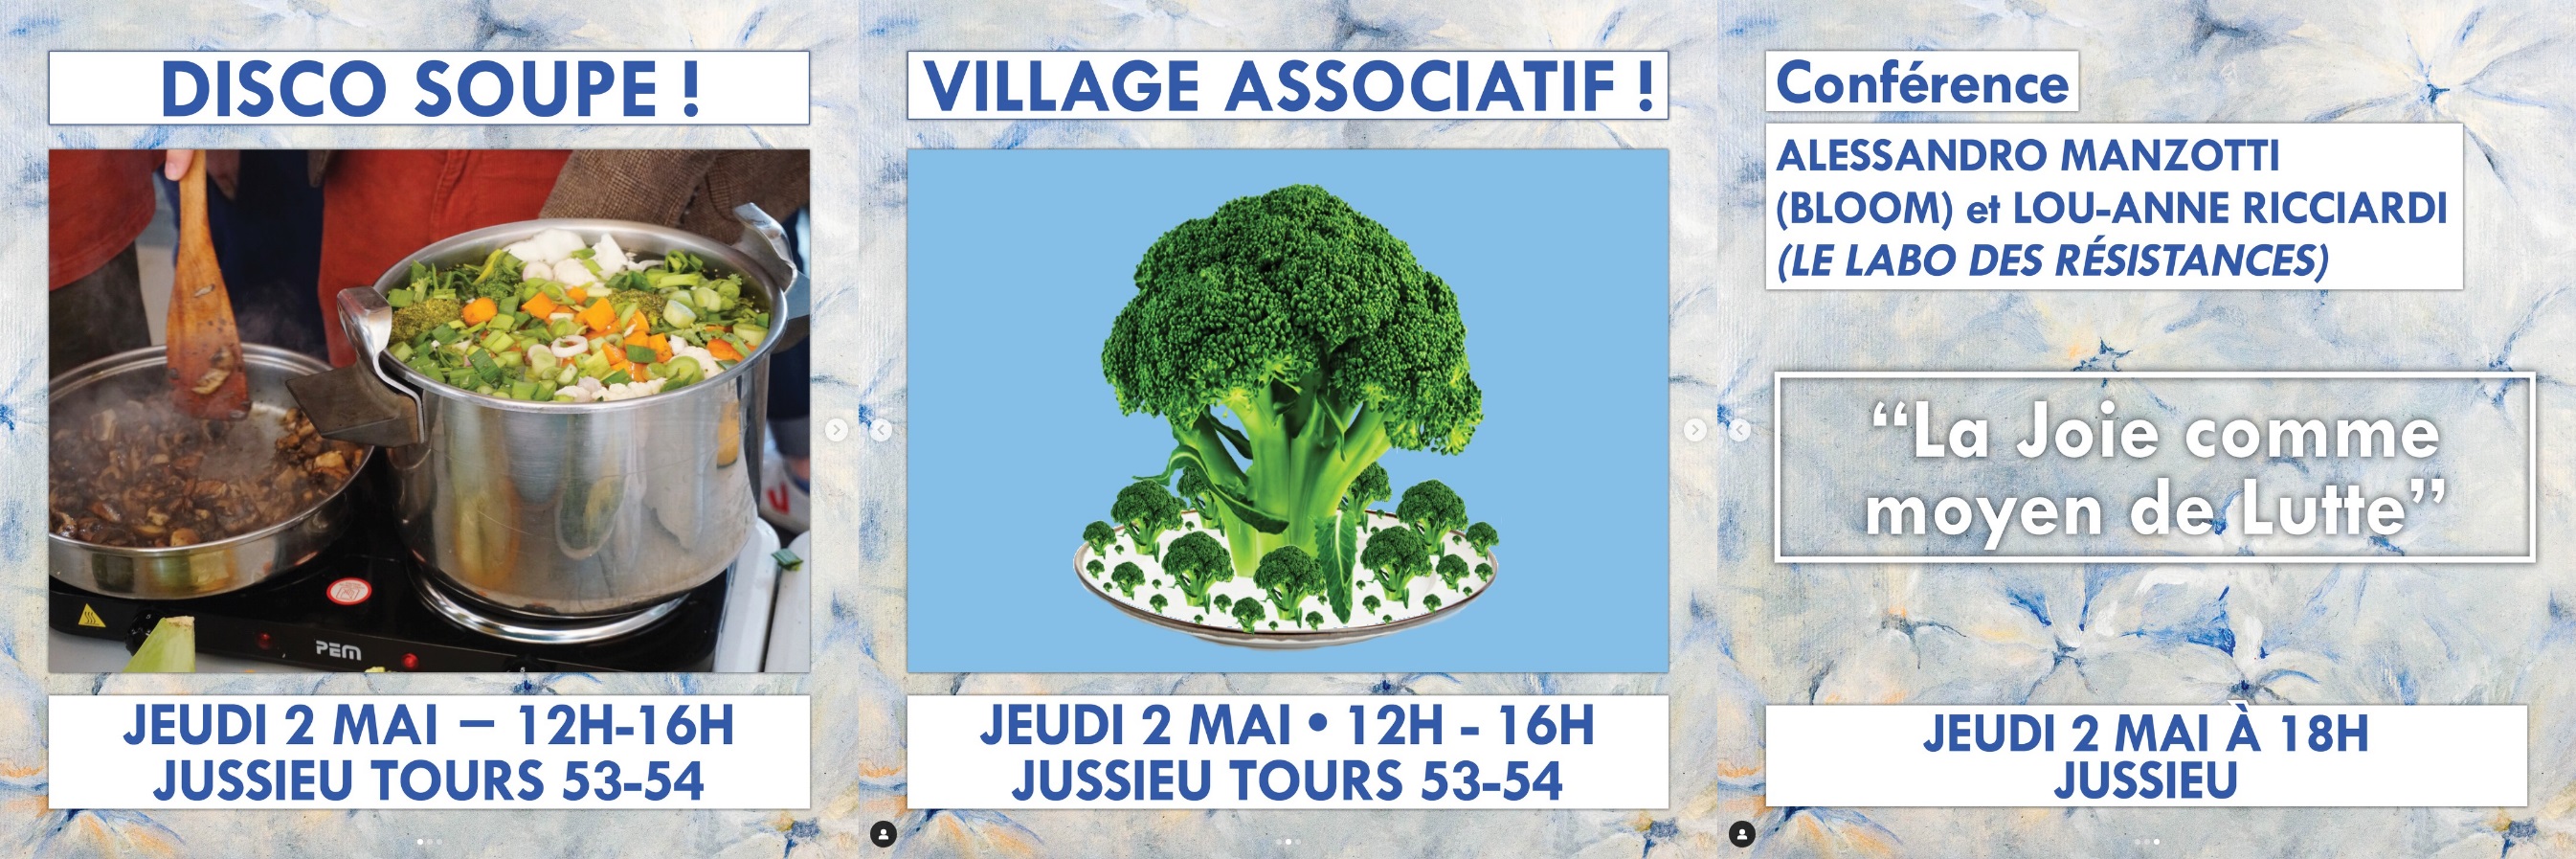 DISCO SOUPE !
PEM
JEUDI 2 MAI — 12H-16H
JUSSIEU TOURS 53-54
VILLAGE ASSOCIATIF !
JEUDI 2 MAI • 12H - 16H
JUSSIEU TOURS 53-54
Conférence
ALESSANDRO MANZOTTI
(BLOOM) et LOU-ANNE RICCIARDI
(LE LABO DES RÉSISTANCES)
“La Joie comme
moyen de Lutte”
JEUDI 2 MAI À 18H
JUSSIEU